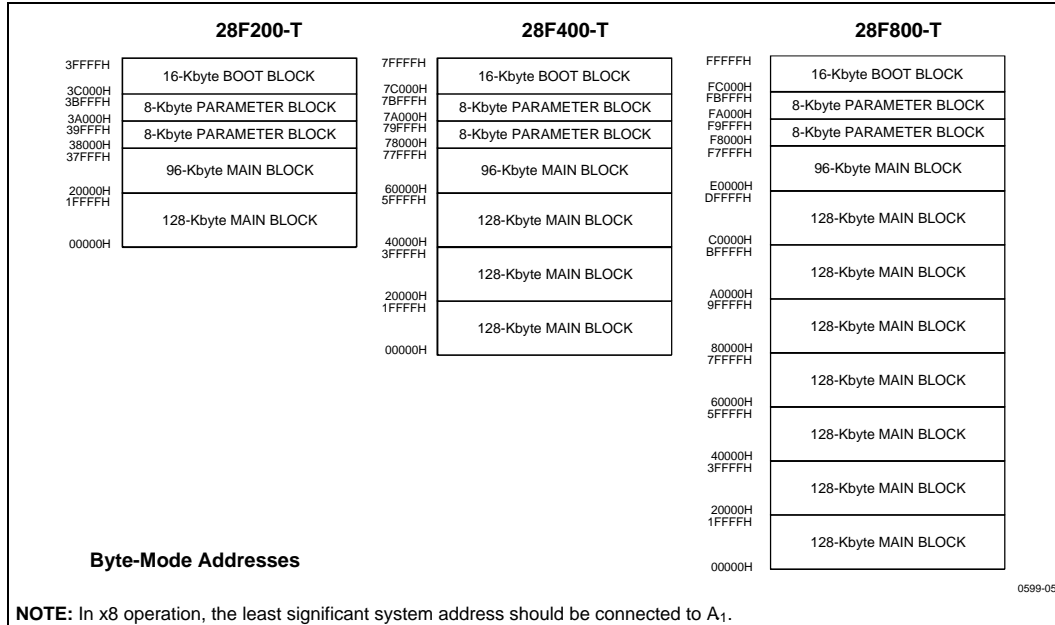 28F200-T
3FFFFH
16-Kbyte BOOT BLOCK
3C000H
3BFFFH
8-Kbyte PARAMETER BLOCK
3A000H
39FFFH
8-Kbyte PARAMETER BLOCK
38000H
37FFFH
96-Kbyte MAIN BLOCK
20000H
1FFFFH
128-Kbyte MAIN BLOCK
00000H
28F400-T
7FFFFH
16-Kbyte BOOT BLOCK
7C000H
7BFFFH
8-Kbyte PARAMETER BLOCK
7A000H
79FFFH
8-Kbyte PARAMETER BLOCK
78000H
77FFFH
96-Kbyte MAIN BLOCK
60000H
5FFFFH
128-Kbyte MAIN BLOCK
40000H
3FFFFH
128-Kbyte MAIN BLOCK
20000H
1FFFFH
128-Kbyte MAIN BLOCK
00000H
28F800-T
FFFFFH
16-Kbyte BOOT BLOCK
FC000H
FBFFFH
8-Kbyte PARAMETER BLOCK
FA000H
F9FFFH
8-Kbyte PARAMETER BLOCK
F8000H
F7FFFH
96-Kbyte MAIN BLOCK
E0000H
DFFFFH
128-Kbyte MAIN BLOCK
C0000H
BFFFFH
128-Kbyte MAIN BLOCK
A0000H
9FFFFH
128-Kbyte MAIN BLOCK
80000H
7FFFFH
128-Kbyte MAIN BLOCK
60000H
5FFFFH
128-Kbyte MAIN BLOCK
40000H
3FFFFH
128-Kbyte MAIN BLOCK
20000H
1FFFFH
128-Kbyte MAIN BLOCK
00000H
Byte-Mode Addresses
0599-05
NOTE: In x8 operation, the least significant system address should be connected to A₁.